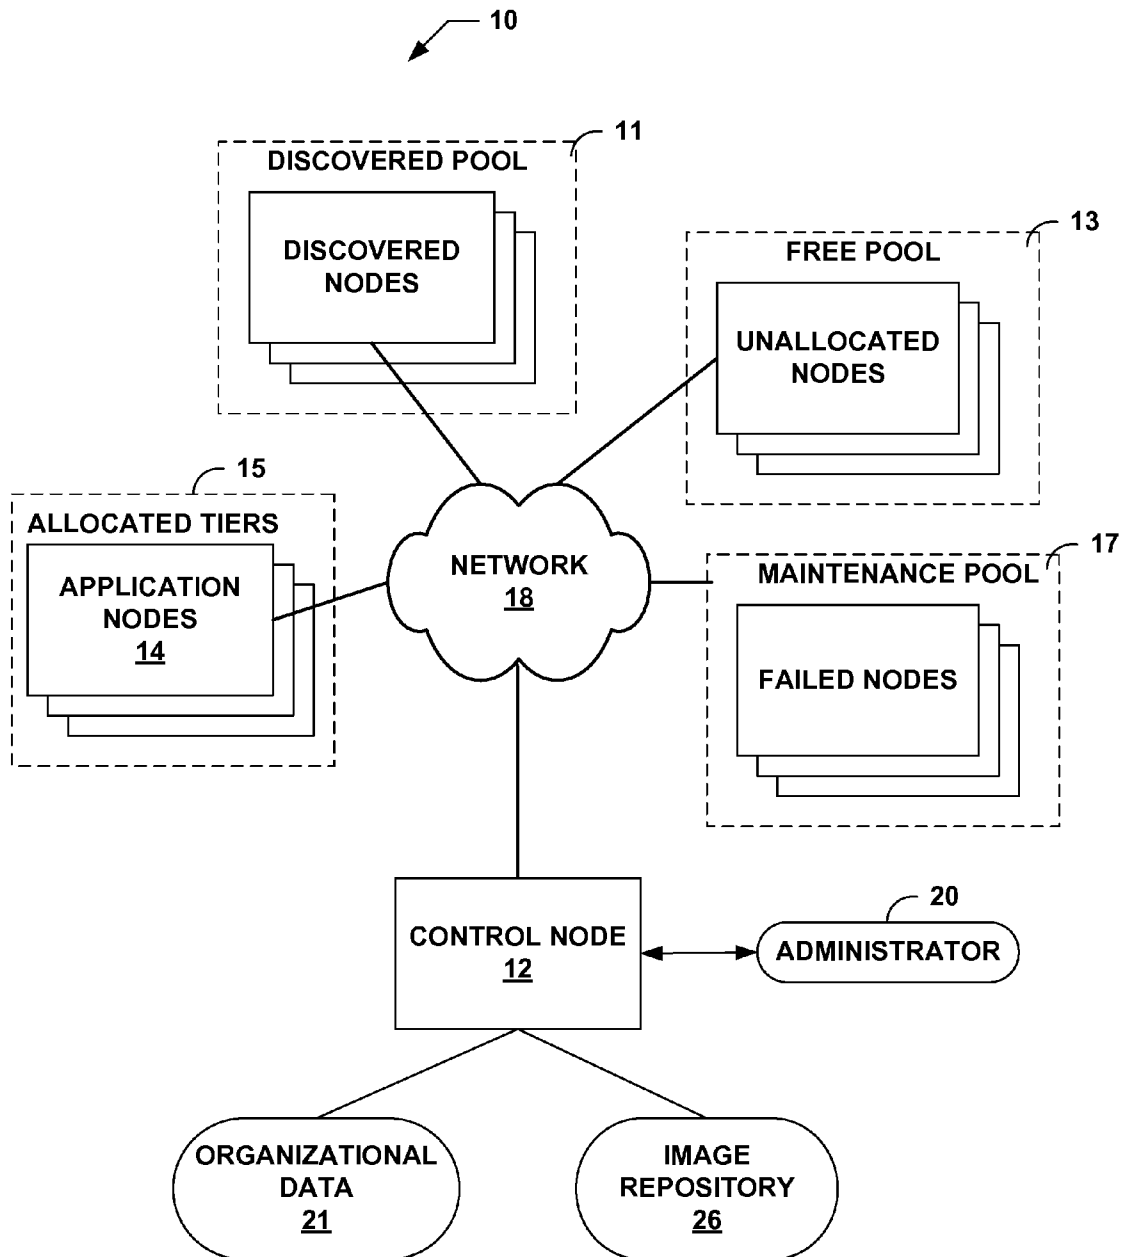 10
11
DISCOVERED POOL
DISCOVERED
NODES
13
FREE POOL
UNALLOCATED
NODES
15
ALLOCATED TIERS
APPLICATION
NODES
14
NETWORK
18
17
MAINTENANCE POOL
FAILED NODES
CONTROL NODE
12
20
ADMINISTRATOR
ORGANIZATIONAL
DATA
21
IMAGE
REPOSITORY
26